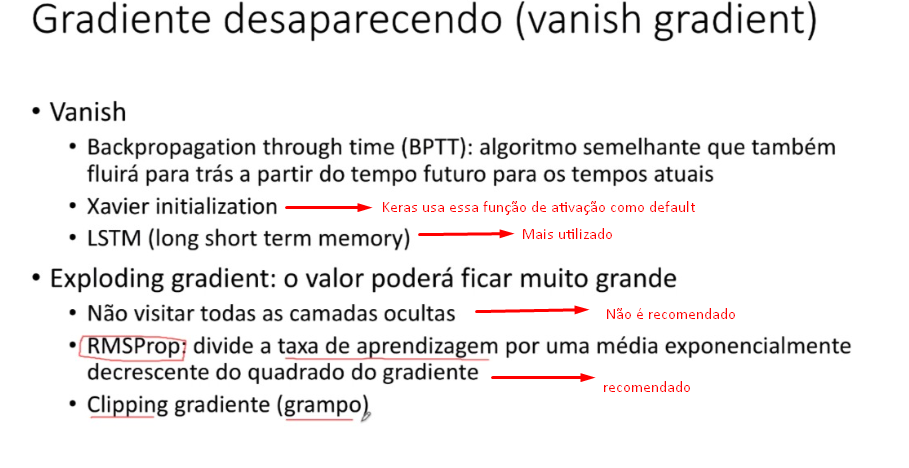 Gradiente desaparecendo (vanish gradient)
• Vanish
• Backpropagation through time (BPTT): algoritmo semelhante que também
fluirá para trás a partir do tempo futuro para os tempos atuais
• Xavier initialization Keras usa essa função de ativação como default
• LSTM (long short term memory) Mais utilizado
• Exploding gradient: o valor poderá ficar muito grande
• Não visitar todas as camadas ocultas Não é recomendado
• RMSProp: divide a taxa de aprendizagem por uma média exponencialmente
decrescente do quadrado do gradiente recomendado
• Clipping gradiente (grampo)